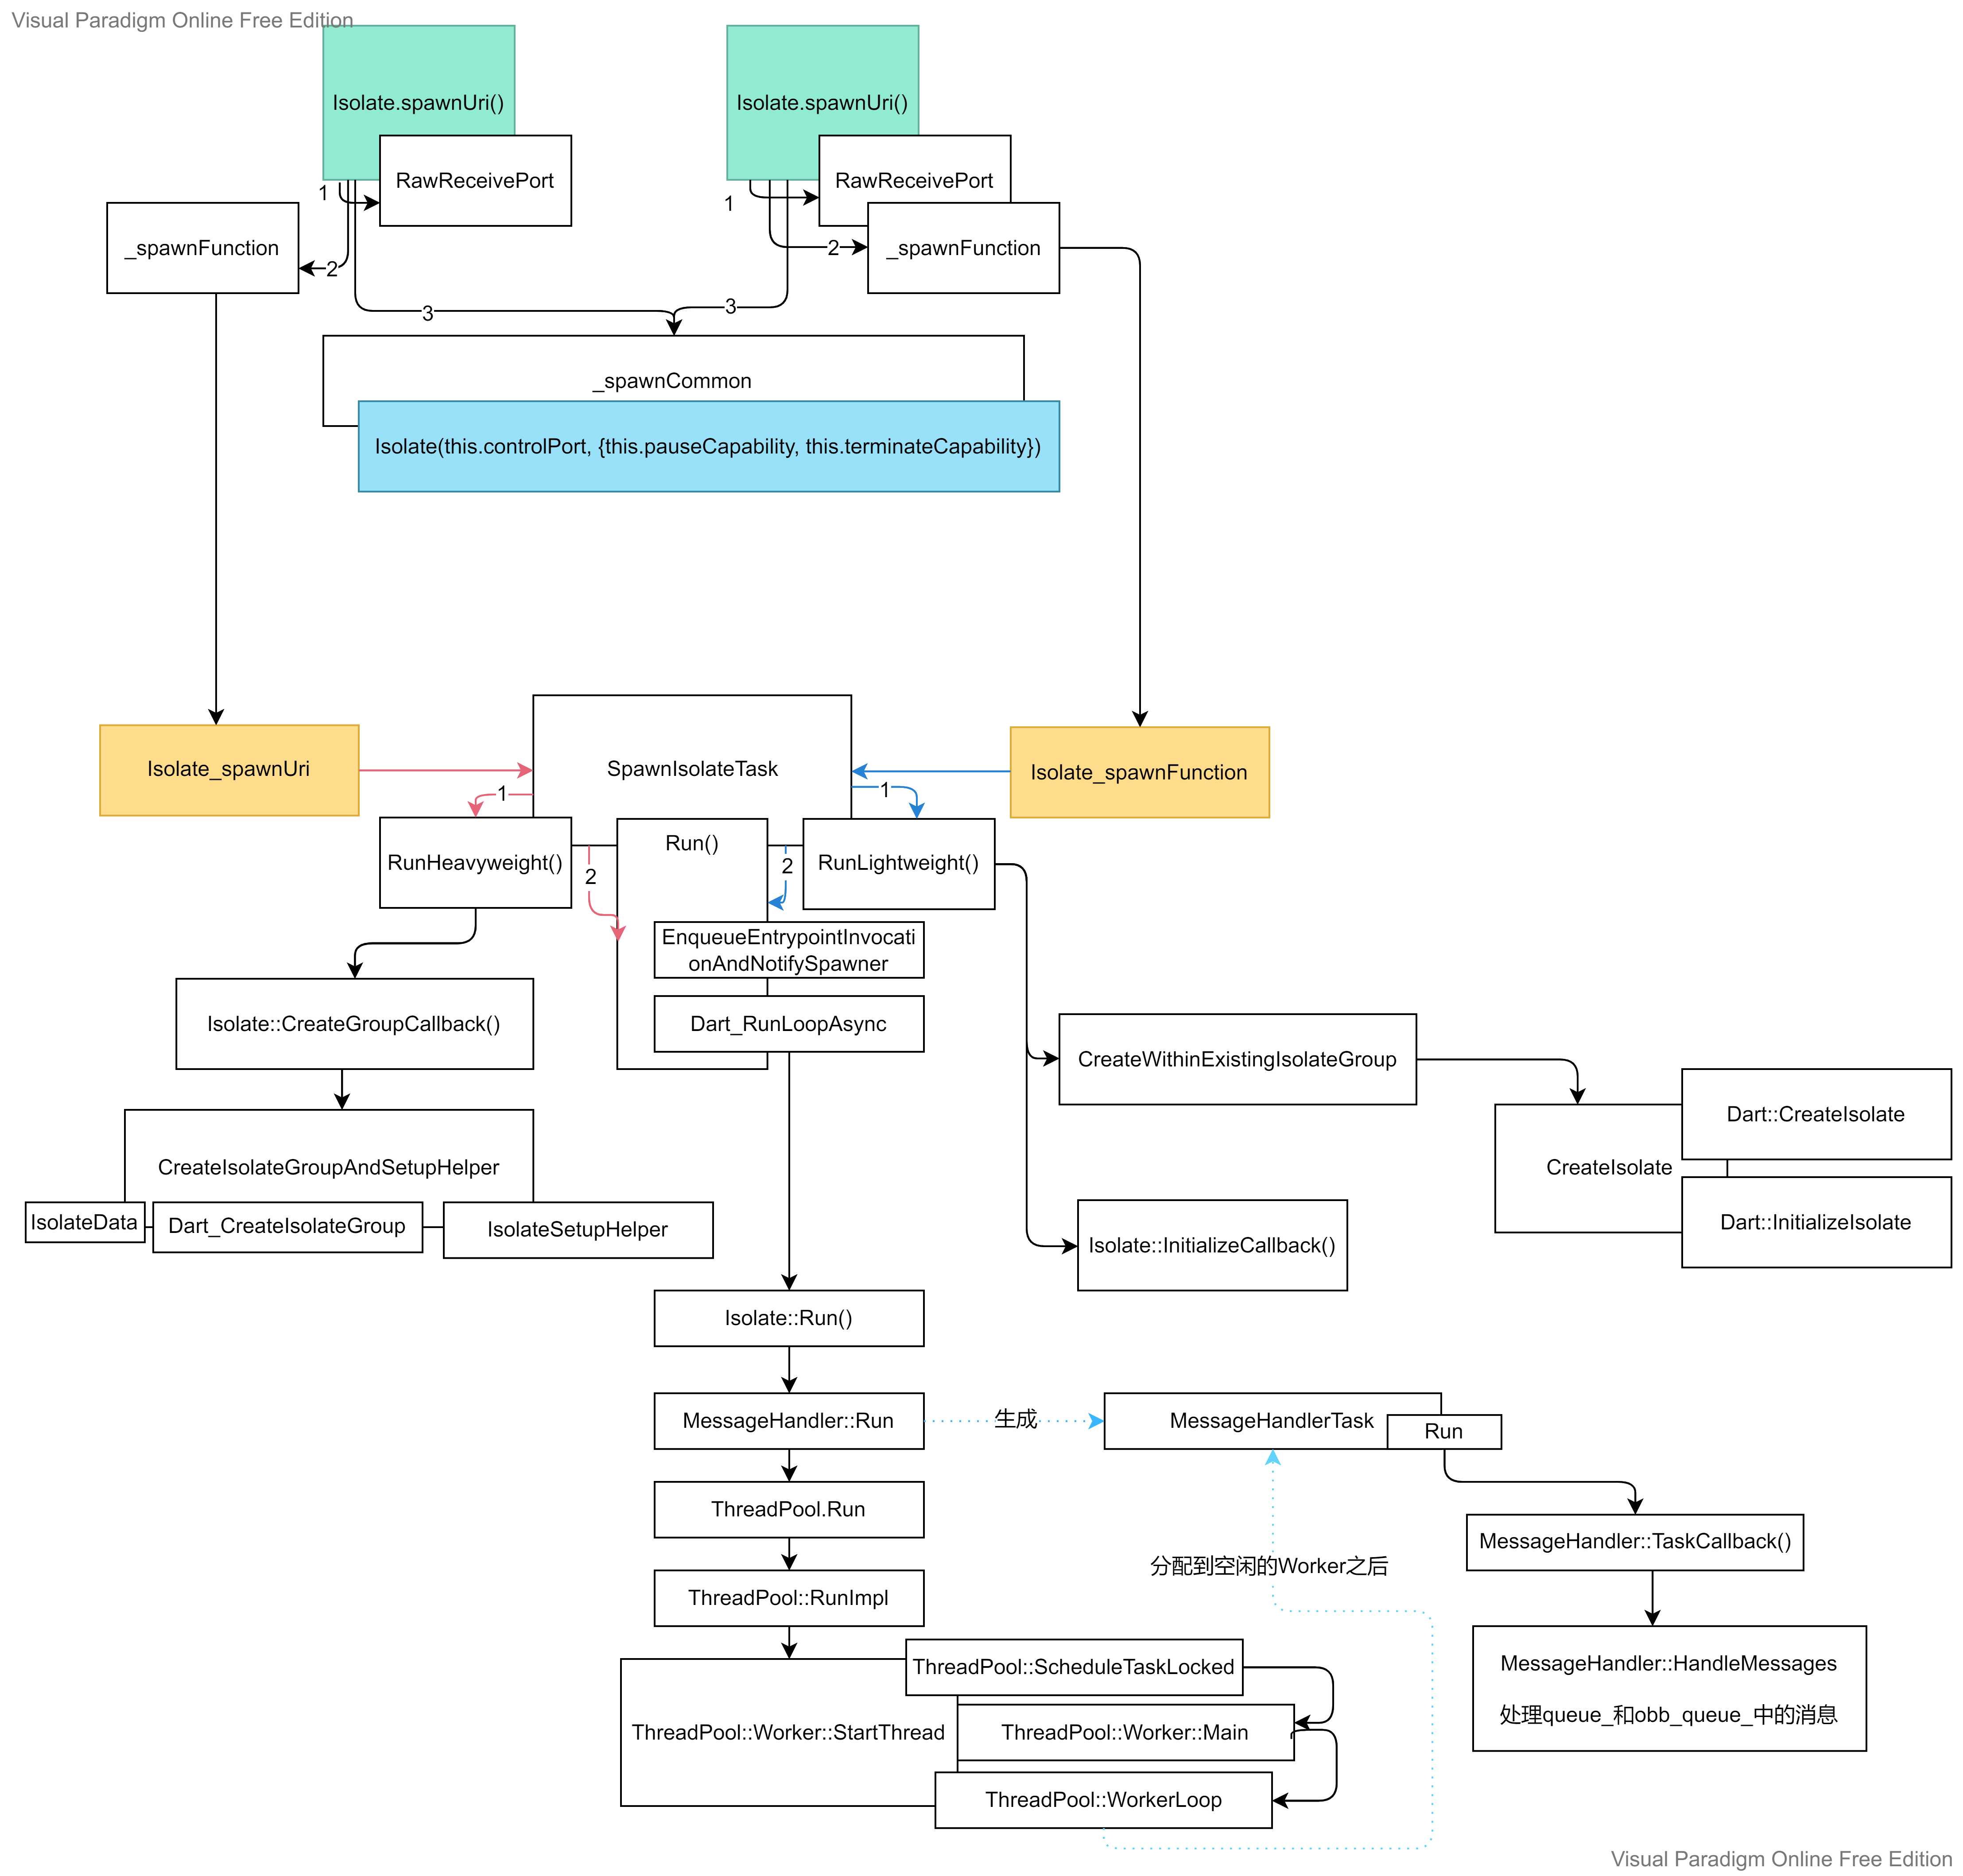 Visual Paradigm Online Free Edition
Isolate.spawnUri()
Isolate.spawnUri()
RawReceivePort
RawReceivePort
1
1
_spawnFunction
2
2
_spawnFunction
3
3
_spawnCommon
Isolate(this.controlPort, {this.pauseCapability, this.terminateCapability})
Isolate_spawnUri
SpawnIsolateTask
Isolate_spawnFunction
1
1
RunHeavyweight()
2
Run()
2
RunLightweight()
EnqueueEntrypointInvocati
onAndNotifySpawner
Isolate::CreateGroupCallback()
Dart_RunLoopAsync
CreateWithinExistingIsolateGroup
Dart::CreateIsolate
CreateIsolateGroupAndSetupHelper
CreateIsolate
IsolateData
Dart_CreateIsolateGroup
IsolateSetupHelper
Dart::InitializeIsolate
Isolate::InitializeCallback()
Isolate::Run()
MessageHandler::Run
生成
MessageHandlerTask
Run
ThreadPool.Run
MessageHandler::TaskCallback()
分配到空闲的Worker之后
ThreadPool::RunImpl
ThreadPool::ScheduleTaskLocked
MessageHandler::HandleMessages
处理queue_和obb_queue_中的消息
ThreadPool::Worker::StartThread
ThreadPool::Worker::Main
ThreadPool::WorkerLoop
Visual Paradigm Online Free Edition